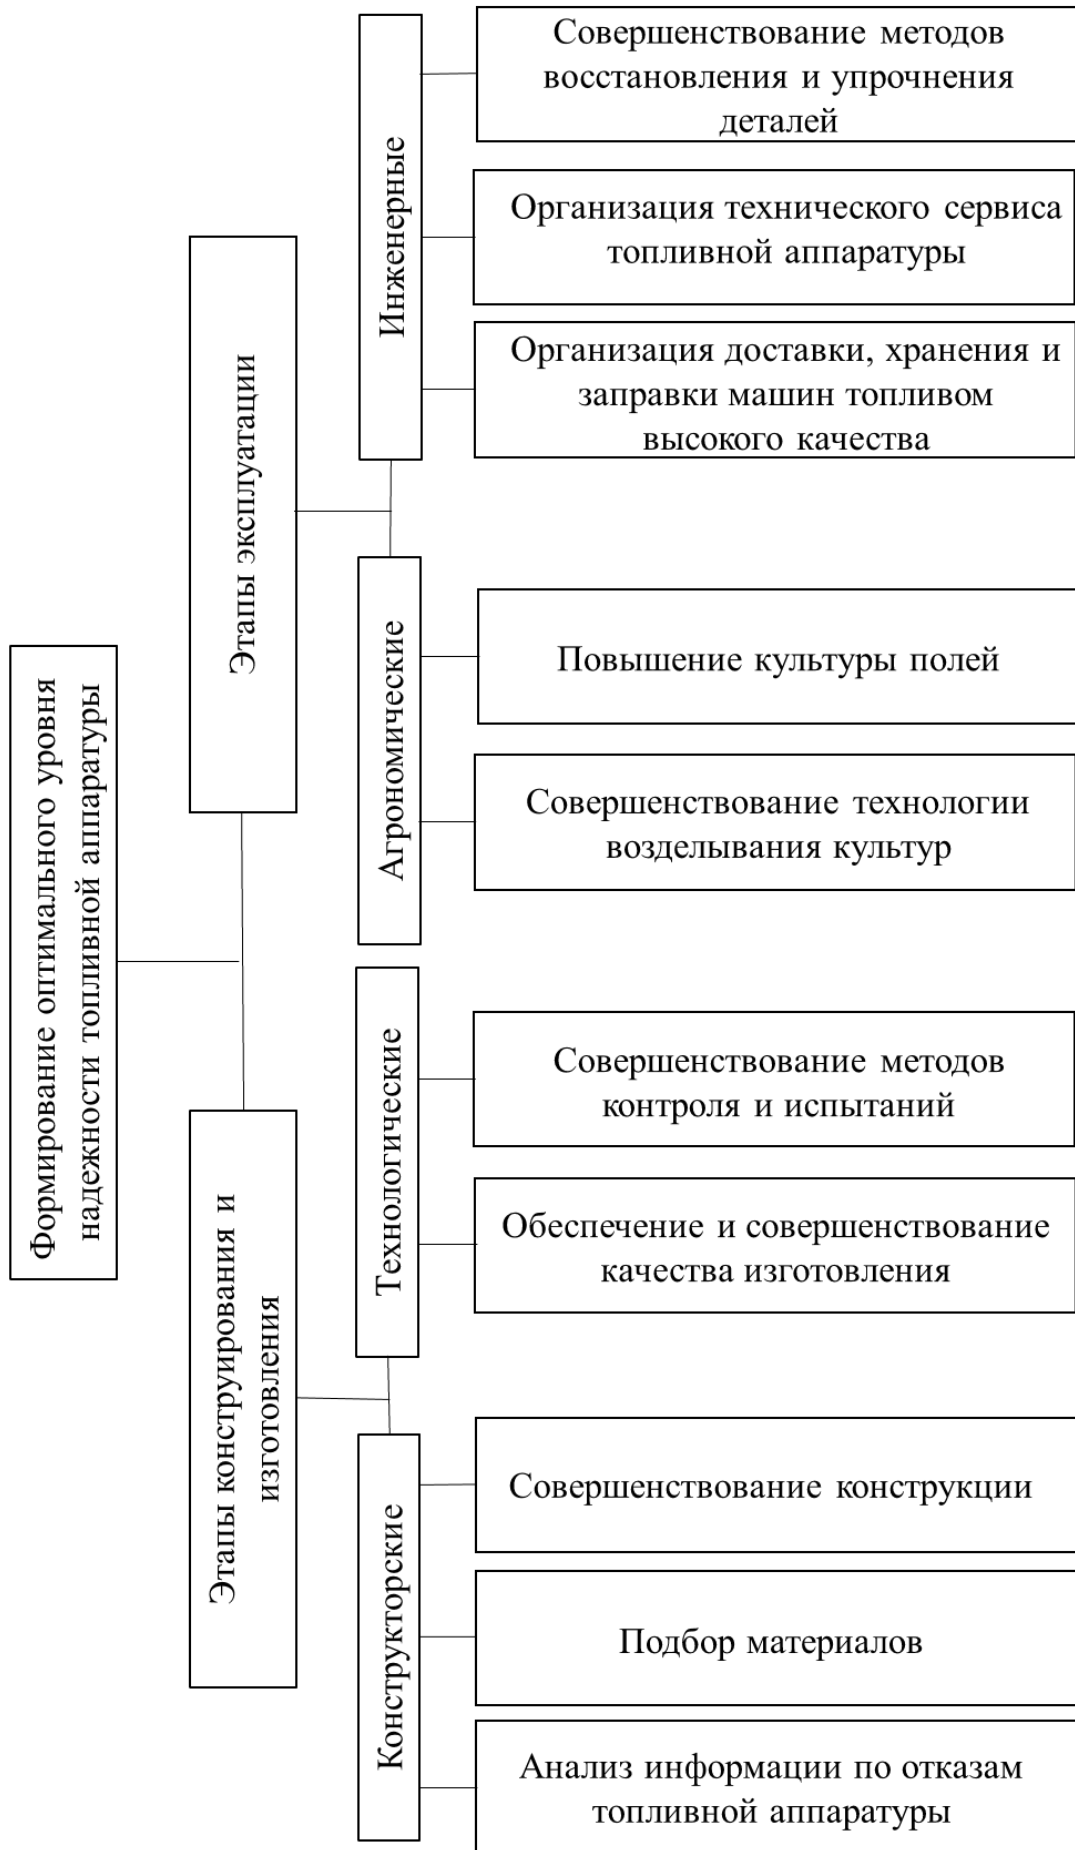 Формирование оптимального уровня
надежности топливной аппаратуры
Этапы эксплуатации
Инженерные
Совершенствование методов
восстановления и упрочнения
деталей
Организация технического сервиса
топливной аппаратуры
Организация доставки, хранения и
заправки машин топливом
высокого качества
Агрономические
Повышение культуры полей
Совершенствование технологии
возделывания культур
Этапы конструирования и
изготовления
Технологические
Совершенствование методов
контроля и испытаний
Обеспечение и совершенствование
качества изготовления
Конструкторские
Совершенствование конструкции
Подбор материалов
Анализ информации по отказам
топливной аппаратуры